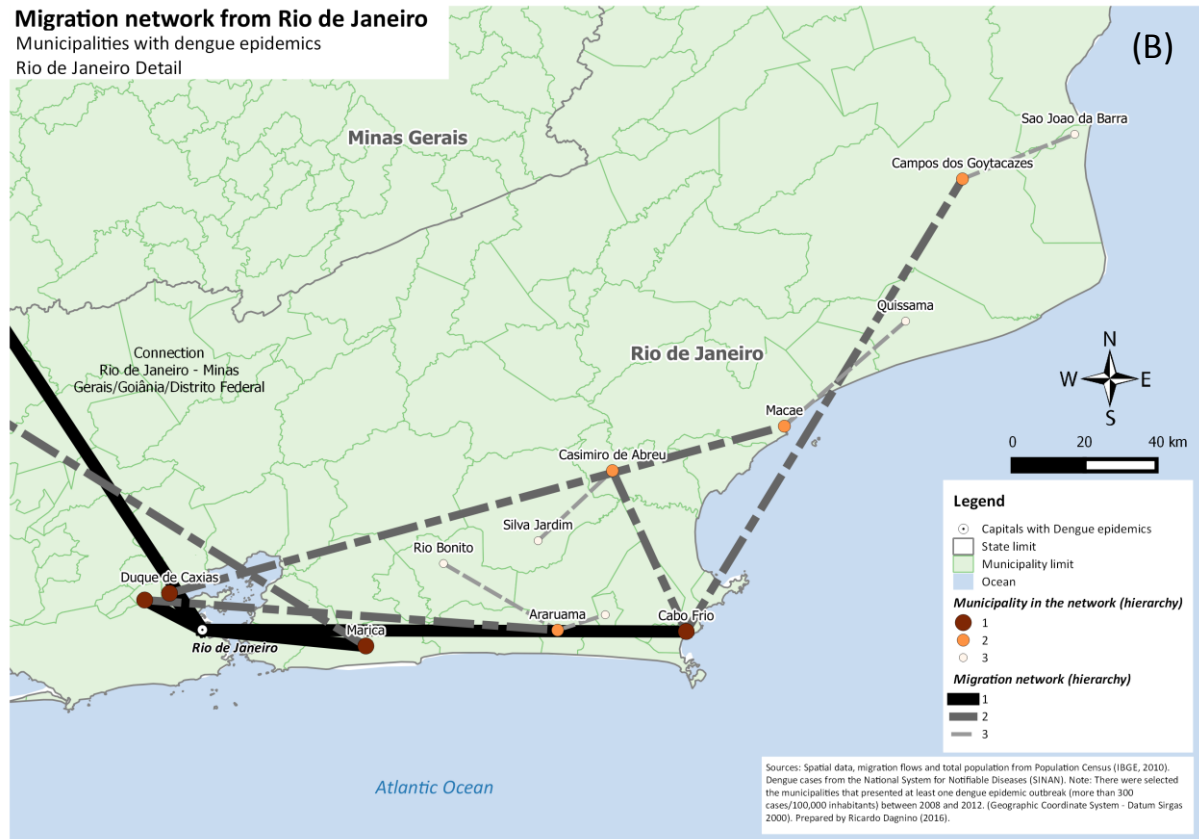 Migration network from Rio de Janeiro
Municipalities with dengue epidemics
Rio de Janeiro Detail
(B)
Minas Gerais
Sao Joao da Barra
Campos dos Goytacazes
Quissama
Connection
Rio de Janeiro - Minas
Gerais/Goiânia/Distrito Federal
Rio de Janeiro
N
W
E
S
Macae
0
20
40 km
Casimiro de Abreu
Silva Jardim
Rio Bonito
Duque de Caxias
Araruama
Cabo Frio
Marica
Rio de Janeiro
Legend
Capitals with Dengue epidemics
State limit
Municipality limit
Ocean
Municipality in the network (hierarchy)
1
2
3
Migration network (hierarchy)
1
2
3
Atlantic Ocean
Sources: Spatial data, migration flows and total population from Population Census (IBGE, 2010).
Dengue cases from the National System for Notifiable Diseases (SINAN). Note: There were selected
the municipalities that presented at least one dengue epidemic outbreak (more than 300
cases/100,000 inhabitants) between 2008 and 2012. (Geographic Coordinate System - Datum Sirgas
2000). Prepared by Ricardo Dagnino (2016).